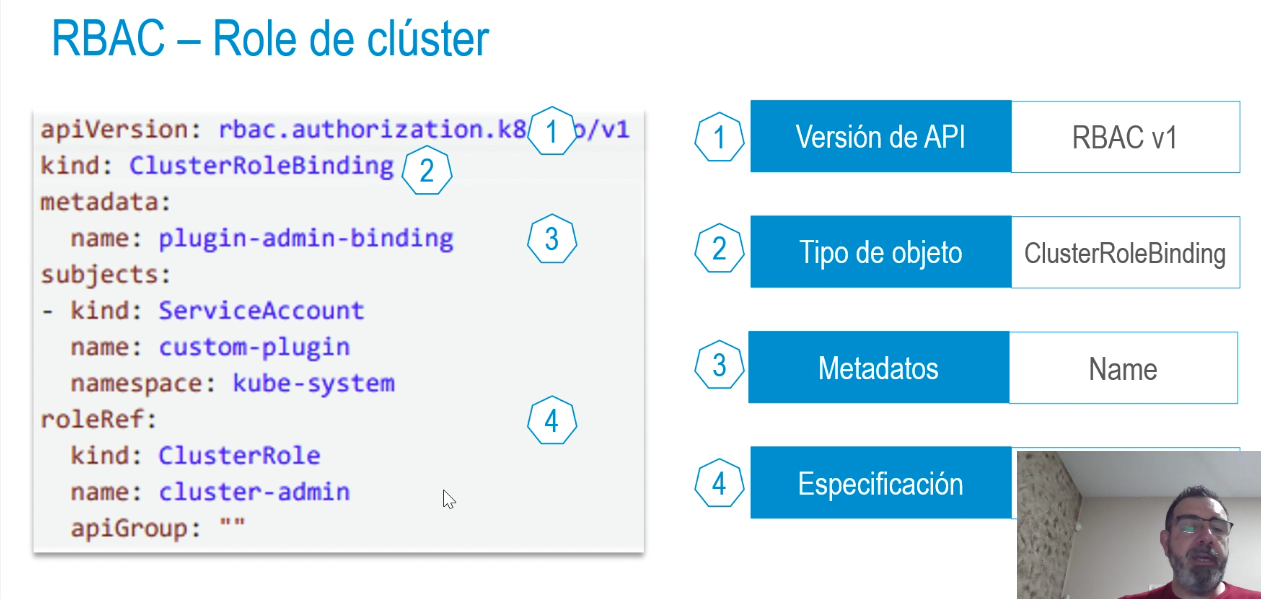 RBAC – Role de clúster
apiVersion: rbac.authorization.k8 o/v1
1
kind: ClusterRoleBinding
2
metadata:
name: plugin-admin-binding
3
subjects:
- kind: ServiceAccount
name: custom-plugin
namespace: kube-system
roleRef:
4
kind: ClusterRole
name: cluster-admin
apiGroup: ""
1 Versión de API RBAC v1
2 Tipo de objeto ClusterRoleBinding
3 Metadatos Name
4 Especificación